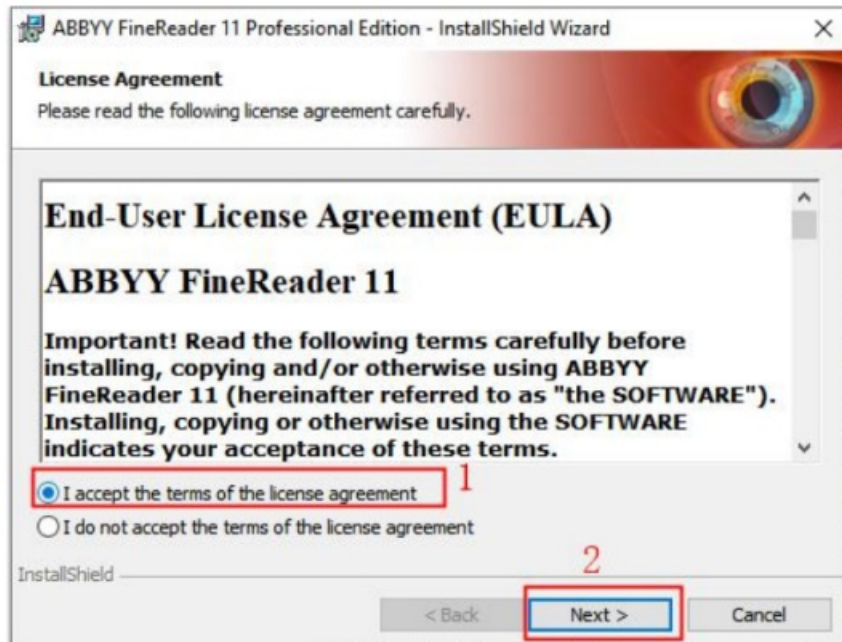 ABBYY FineReader 11 Professional Edition - InstallShield Wizard
License Agreement
Please read the following license agreement carefully.
End-User License Agreement (EULA)
ABBYY FineReader 11
Important! Read the following terms carefully before
installing, copying and/or otherwise using ABBYY
FineReader 11 (hereinafter referred to as "the SOFTWARE").
Installing, copying or otherwise using the SOFTWARE
indicates your acceptance of these terms.
I accept the terms of the license agreement 1
I do not accept the terms of the license agreement
2
InstallShield
< Back Next > Cancel